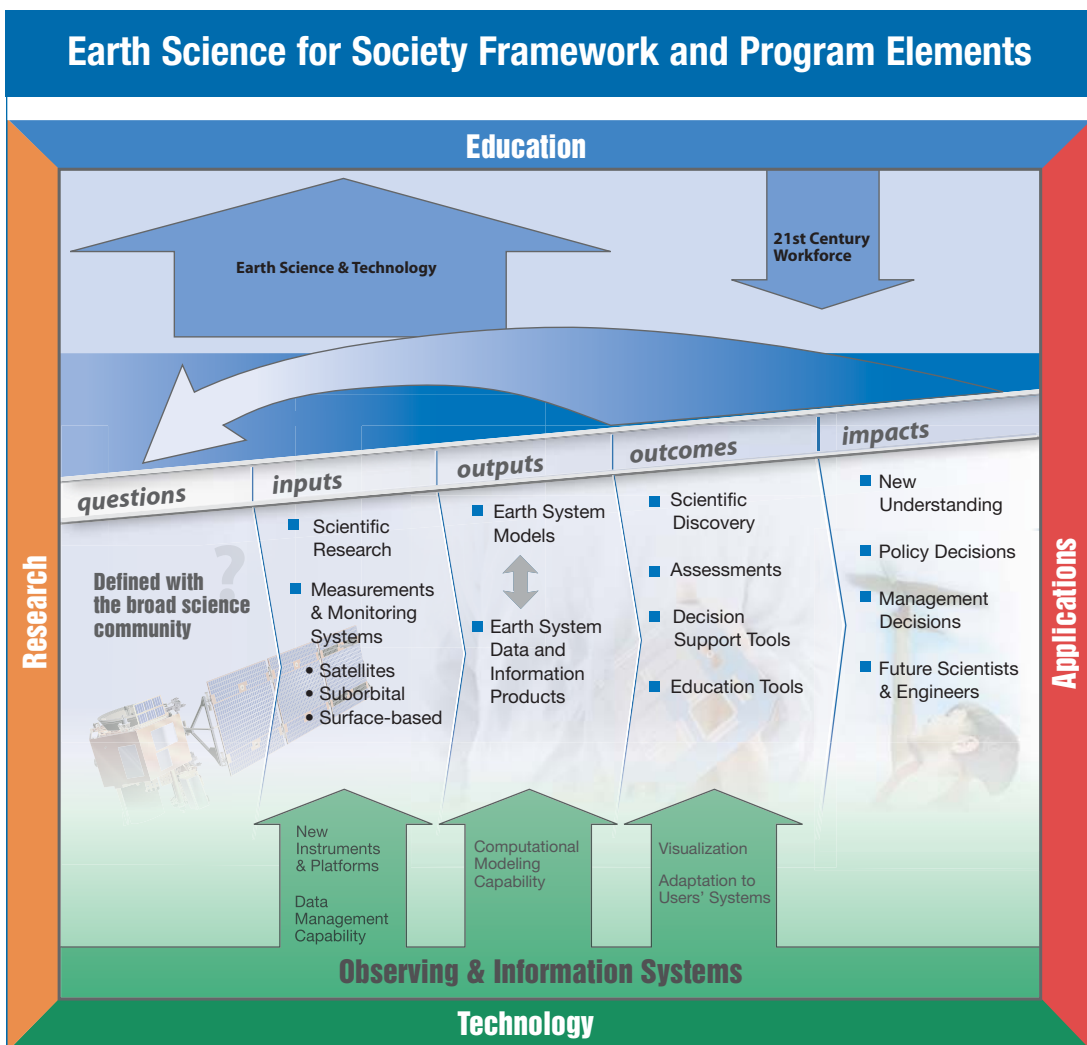 Earth Science for Society Framework and Program Elements
Education
Earth Science & Technology
21st Century
Workforce
questions
inputs
outputs
outcomes
impacts
Research
Defined with
the broad science
community
?
Scientific
Research
Measurements
& Monitoring
Systems
• Satellites
• Suborbital
• Surface-based
Earth System
Models
Earth System
Data and
Information
Products
Scientific
Discovery
Assessments
Decision
Support Tools
Education Tools
New
Understanding
Policy Decisions
Management
Decisions
Future Scientists
& Engineers
Applications
New
Instruments
& Platforms
Data
Management
Capability
Computational
Modeling
Capability
Visualization
Adaptation to
Users' Systems
Observing & Information Systems
Technology